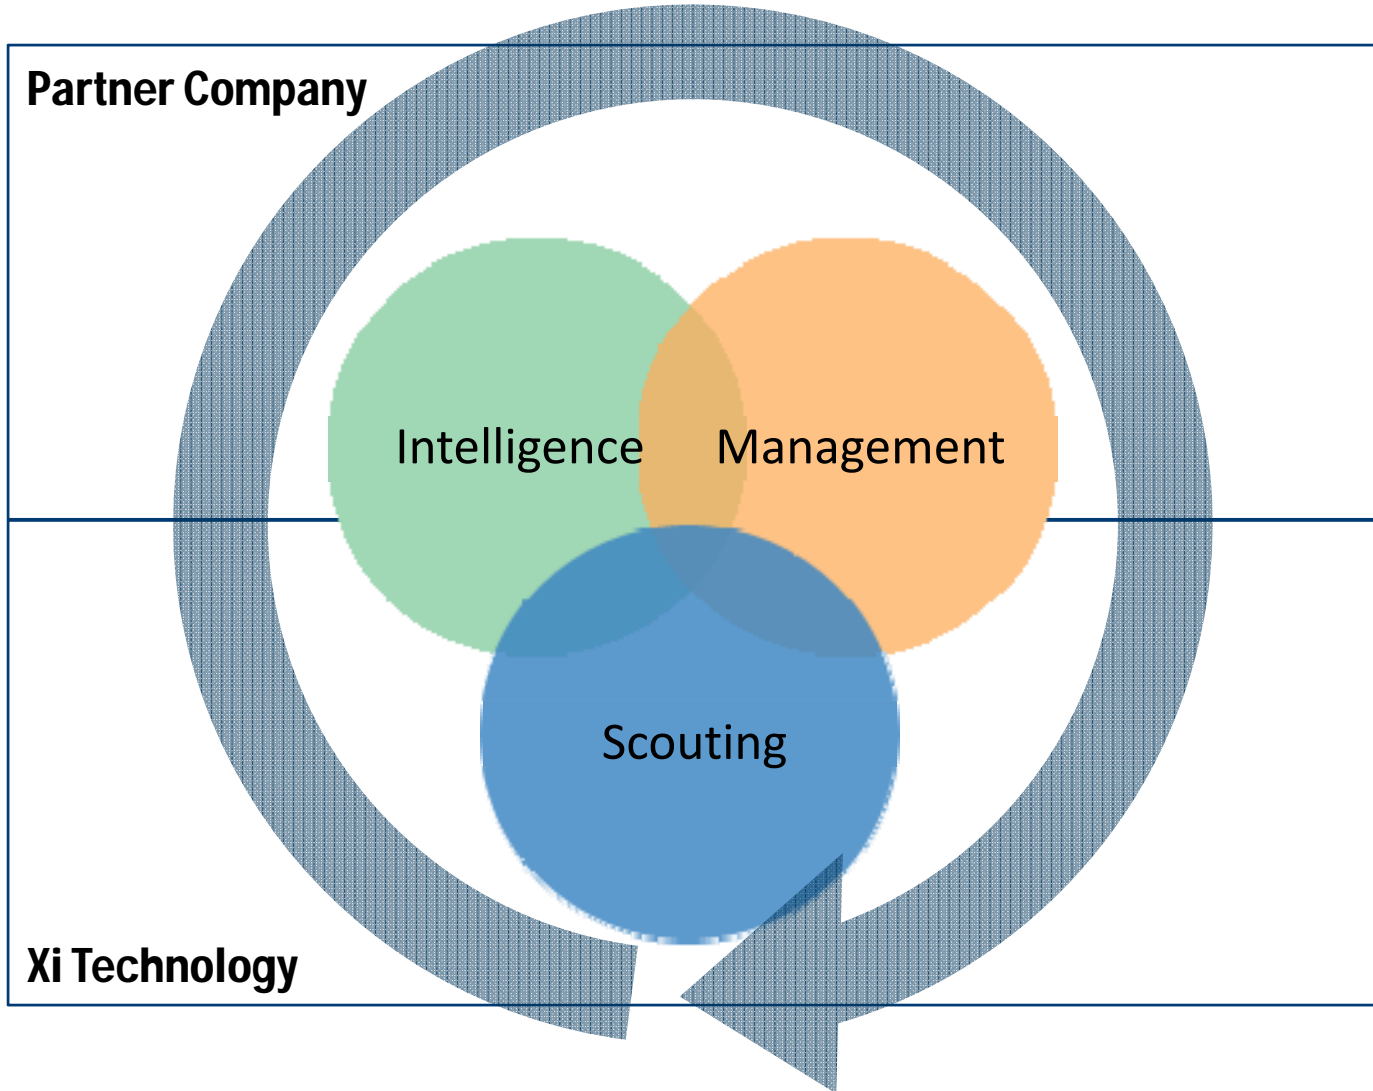 Partner Company
Intelligence
Management
Scouting
Xi Technology